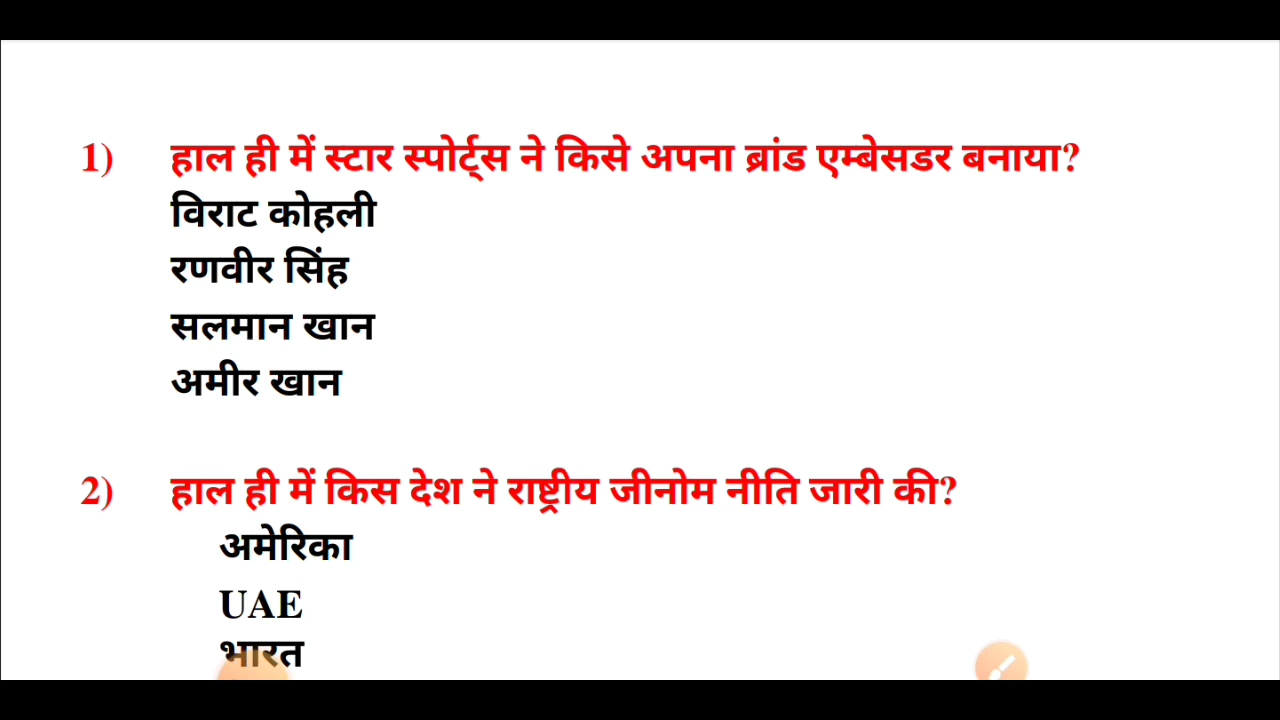 1) हाल ही में स्टार स्पोर्ट्स ने किसे अपना ब्रांड एम्बेसडर बनाया?
विराट कोहली
रणवीर सिंह
सलमान खान
अमीर खान
2) हाल ही में किस देश ने राष्ट्रीय जीनोम नीति जारी की?
अमेरिका
UAE
भारत